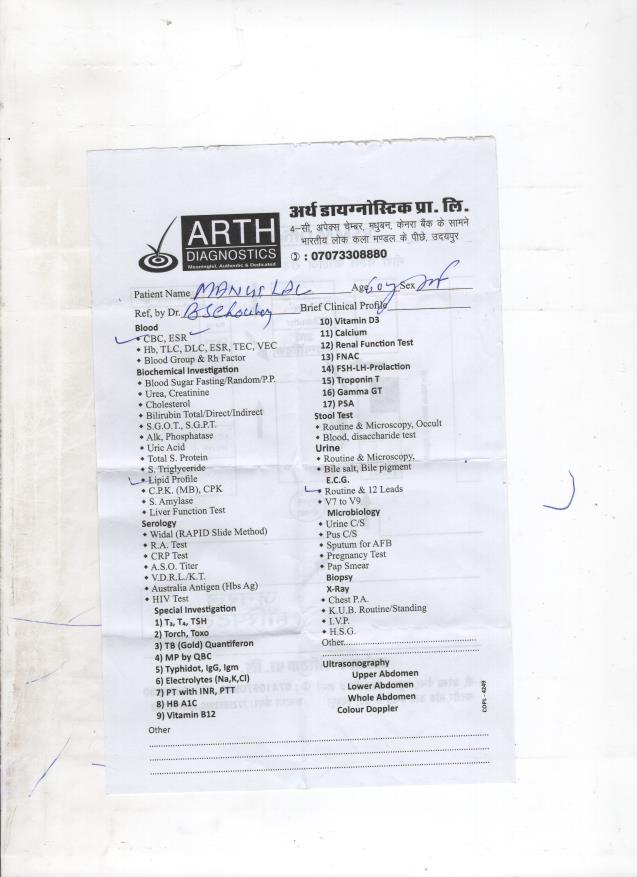 ARTH
DIAGNOSTICS
Meaningful, Authentic & Dedicated
अर्थ डायग्नोस्टिक प्रा. लि.
4-सी, अपेक्स चेम्बर, मधुबन, केनरा बैंक के सामने
भारतीय लोक कला मण्डल के पीछे, उदयपुर
✆ : 07073308880
Patient Name MANGI LAL Age 60y Sex M
Ref, by Dr. Brief Clinical Profile
Blood
• CBC, ESR
• Hb, TLC, DLC, ESR, TEC, VEC
• Blood Group & Rh Factor
Biochemical Investigation
• Blood Sugar Fasting/Random/P.P.
• Urea, Creatinine
• Cholesterol
• Bilirubin Total/Direct/Indirect
• S.G.O.T., S.G.P.T.
• Alk, Phosphatase
• Uric Acid
• Total S. Protein
• S. Triglyceride
• Lipid Profile
• C.P.K. (MB), CPK
• S. Amylase
• Liver Function Test
Serology
• Widal (RAPID Slide Method)
• R.A. Test
• CRP Test
• A.S.O. Titer
• V.D.R.L./K.T.
• Australia Antigen (Hbs Ag)
• HIV Test
Special Investigation
1) T₃, T₄, TSH
2) Torch, Toxo
3) TB (Gold) Quantiferon
4) MP by QBC
5) Typhidot, IgG, Igm
6) Electrolytes (Na,K,Cl)
7) PT with INR, PTT
8) HB A1C
9) Vitamin B12
10) Vitamin D3
11) Calcium
12) Renal Function Test
13) FNAC
14) FSH-LH-Prolaction
15) Troponin T
16) Gamma GT
17) PSA
Stool Test
• Routine & Microscopy, Occult
• Blood, disaccharide test
Urine
• Routine & Microscopy,
• Bile salt, Bile pigment
E.C.G.
• Routine & 12 Leads
• V7 to V9
Microbiology
• Urine C/S
• Pus C/S
• Sputum for AFB
• Pregnancy Test
• Pap Smear
Biopsy
X-Ray
• Chest P.A.
• K.U.B. Routine/Standing
• I.V.P.
• H.S.G.
Other
Ultrasonography
Upper Abdomen
Lower Abdomen
Whole Abdomen
Colour Doppler
COPL - 4249
Other